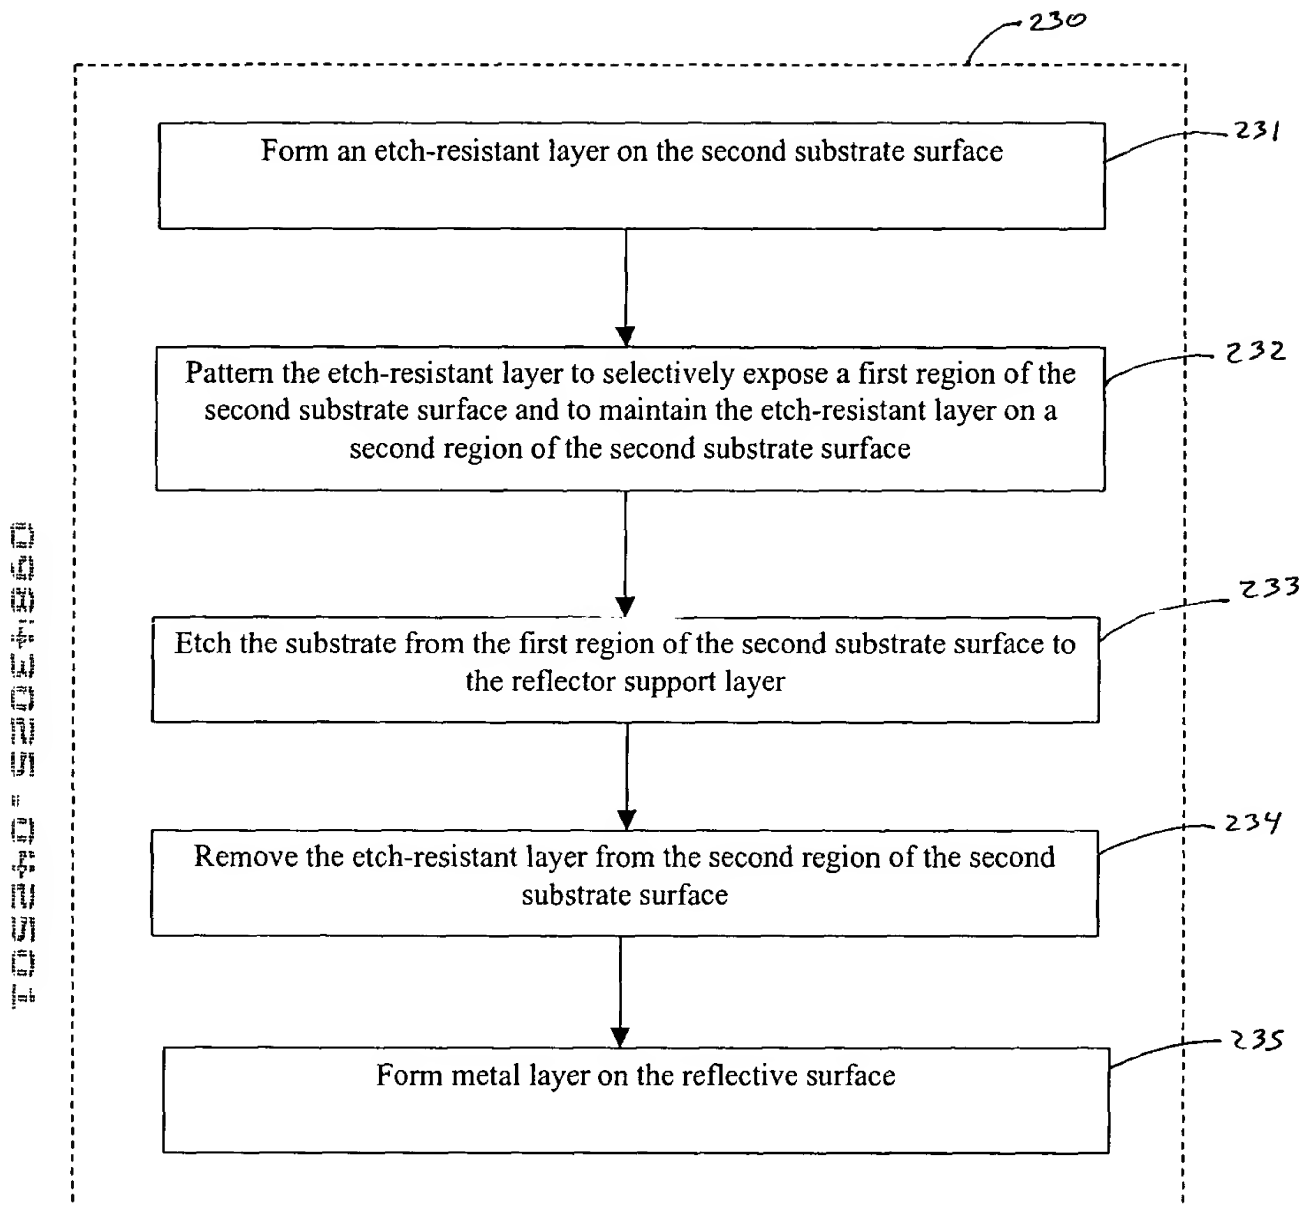 230
Form an etch-resistant layer on the second substrate surface
231
Pattern the etch-resistant layer to selectively expose a first region of the
second substrate surface and to maintain the etch-resistant layer on a
second region of the second substrate surface
232
Etch the substrate from the first region of the second substrate surface to
the reflector support layer
233
Remove the etch-resistant layer from the second region of the second
substrate surface
234
Form metal layer on the reflective surface
235
09843025.042501